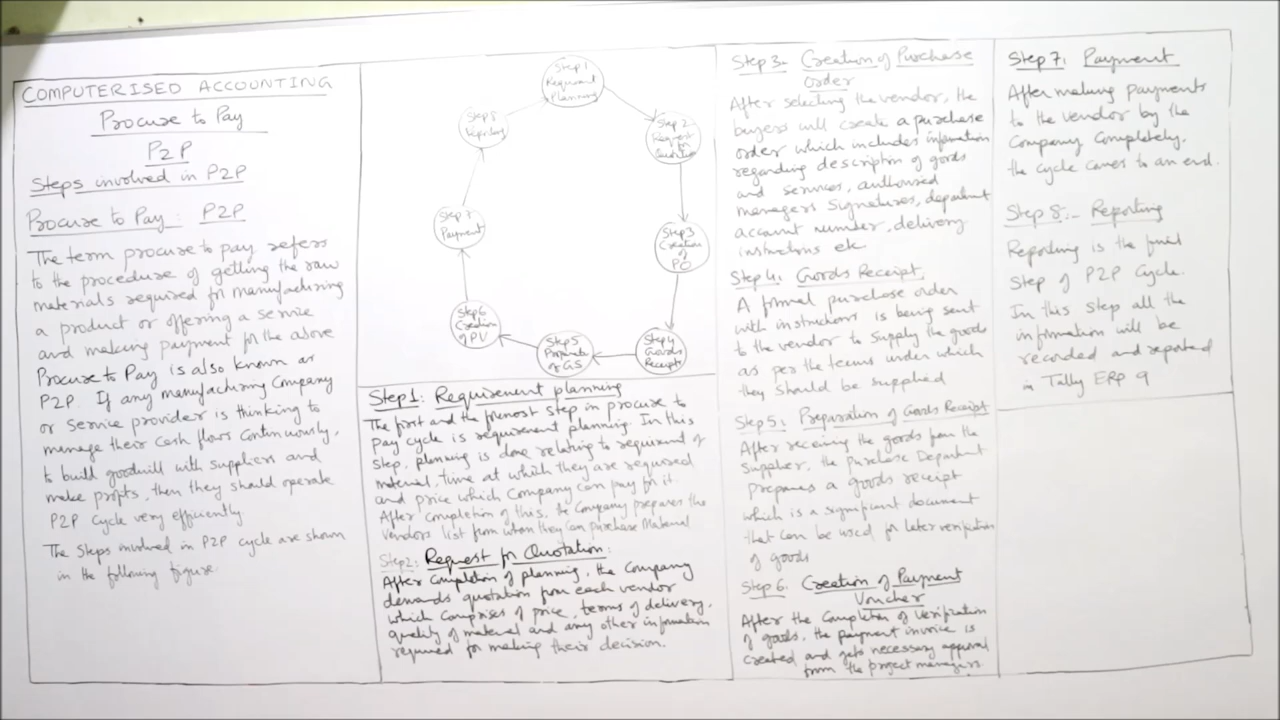 COMPUTERISED ACCOUNTING
Procure to Pay
P2P
Steps involved in P2P
Procure to Pay: P2P
The term procure to pay refers
to the procedure of getting the raw
materials required for manufacturing
a product or offering a service
and making payment for the above
Procure to Pay is also known as
P2P. If any manufacturing Company
or service provider is thinking to
manage their cash flows continuously,
to build goodwill with suppliers and
make profits, then they should operate
P2P Cycle very efficiently
The steps involved in P2P cycle are shown
in the following figure:
Step 1
Requirement
Planning
Step 2
Request
for
Quotation
Step 3
Creation
of
PO
Step 4
Goods
Receipts
Step 5
of GS
Step 6
Creation
of PV
Step 7
Payment
Step 8
Reporting
Step 1: Requirement planning
The first and the foremost step in procure to
pay cycle is requirement planning. In this
step, planning is done relating to requirement of
material, time at which they are required
and price which Company can pay for it.
After completion of this, the Company prepares the
vendors list from whom they can purchase Material
Step 2: Request for Quotation:
After completion of planning, the Company
demands quotation from each vendor
which comprises of price, terms of delivery,
quality of material and any other information
required for making their decision.
Step 3: Creation of Purchase
Order
After selecting the vendor, the
buyers will create a purchase
order which includes information
regarding description of goods
and services, authorised
managers signatures, department
account number, delivery
instructions etc
Step 4: Goods Receipt,
A formal purchase order
with instructions is being sent
to the vendor to supply the goods
as per the terms under which
they should be supplied
Step 5: Preparation of Goods Receipt
After receiving the goods from the
supplier, the Purchase Department
prepares a goods receipt
which is a significant document
that can be used for later verification
of goods
Step 6. Creation of Payment
Voucher
After the Completion of verification
of goods, the payment invoice is
created and gets necessary approval
from the project managers
Step 7: Payment
After making payments
to the vendor by the
Company Completely,
the cycle comes to an end.
Step 8:- Reporting
Reporting is the final
Step of P2P Cycle.
In this step all the
information will be
recorded and reported
in Tally ERP 9